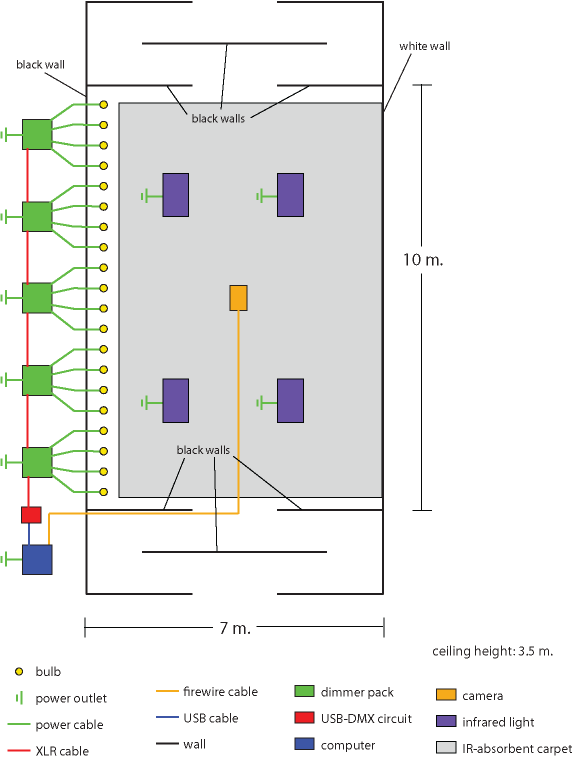 white wall
black wall
black walls
10 m.
black walls
7 m.
ceiling height: 3.5 m.
bulb
power outlet
power cable
XLR cable
firewire cable
USB cable
wall
dimmer pack
USB-DMX circuit
computer
camera
infrared light
IR-absorbent carpet